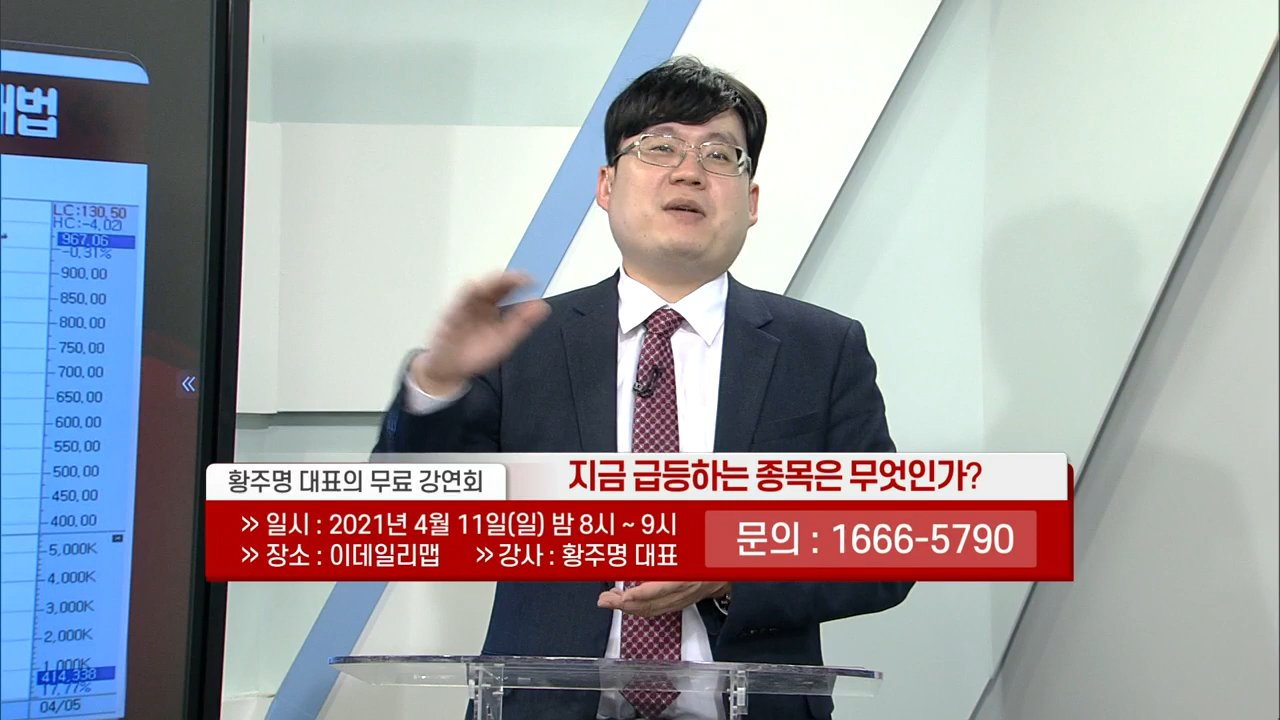 LC:130.50
HC:-4.02
967.06
-0.31%
900.00
850.00
800.00
750.00
700.00
650.00
600.00
550.00
500.00
450.00
400.00
5,000K
4,000K
3,000K
2,000K
1,000K
414,338
17.77%
04/05
황주명 대표의 무료 강연회
지금 급등하는 종목은 무엇인가?
» 일시 : 2021년 4월 11일(일) 밤 8시 ~ 9시
» 장소 : 이데일리맵 » 강사 : 황주명 대표
문의 : 1666-5790